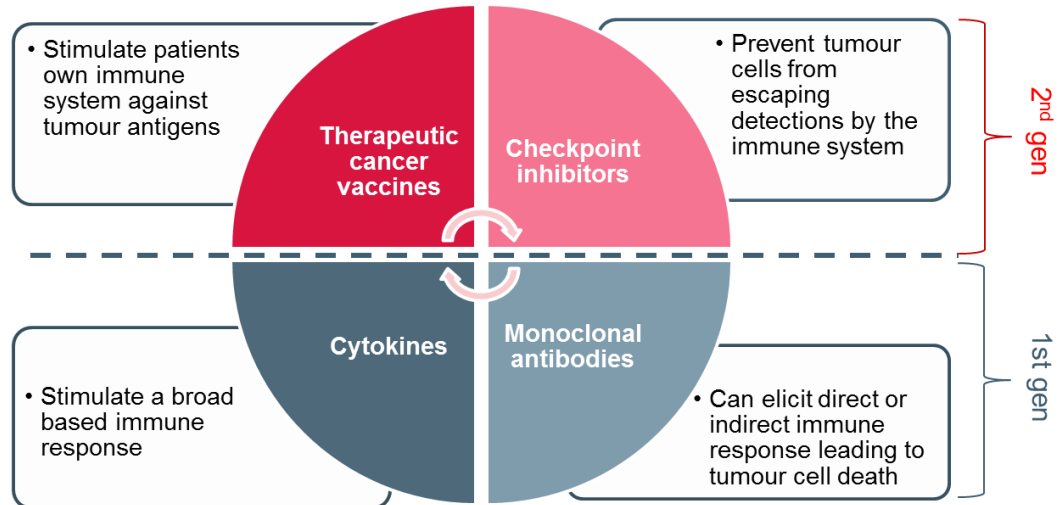 • Stimulate patients
own immune
system against
tumour antigens
Therapeutic
cancer
vaccines
Checkpoint
inhibitors
• Prevent tumour
cells from
escaping
detections by the
immune system
2nd gen
Cytokines
Monoclonal
antibodies
• Stimulate a broad
based immune
response
• Can elicit direct or
indirect immune
response leading to
tumour cell death
1st gen